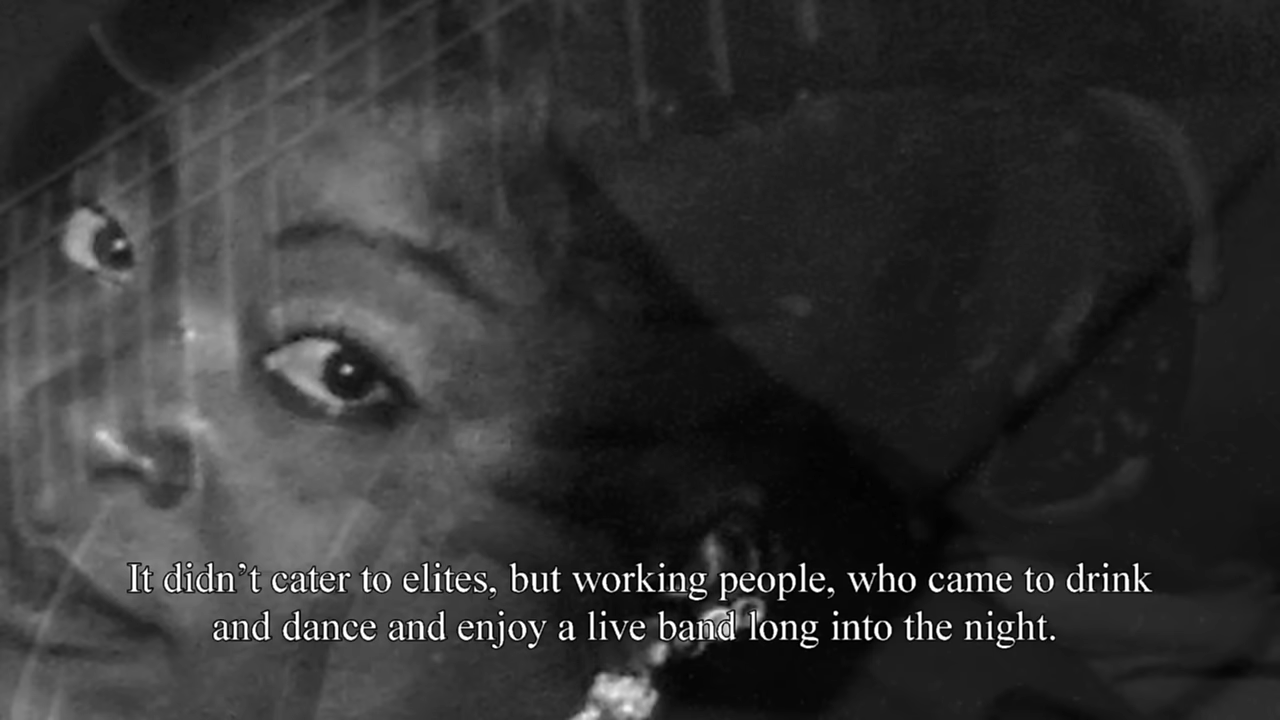 It didn’t cater to elites, but working people, who came to drink
and dance and enjoy a live band long into the night.